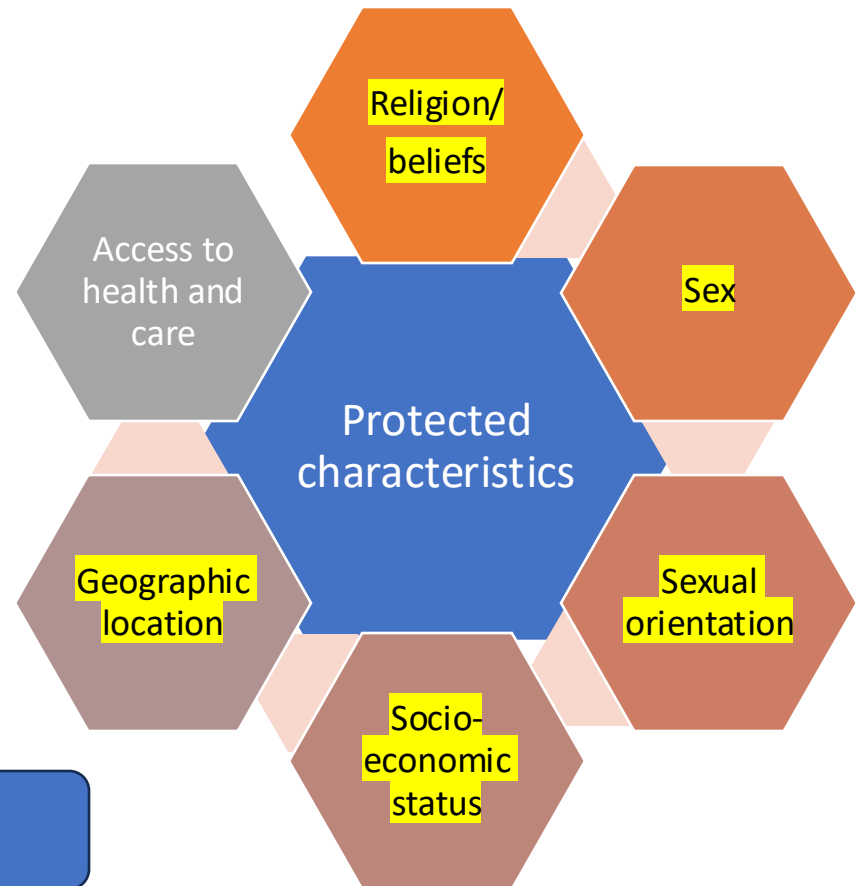 Religion/
beliefs
Sex
Access to
health and
care
Protected
characteristics
Geographic
location
Sexual
orientation
Socio-
economic
status